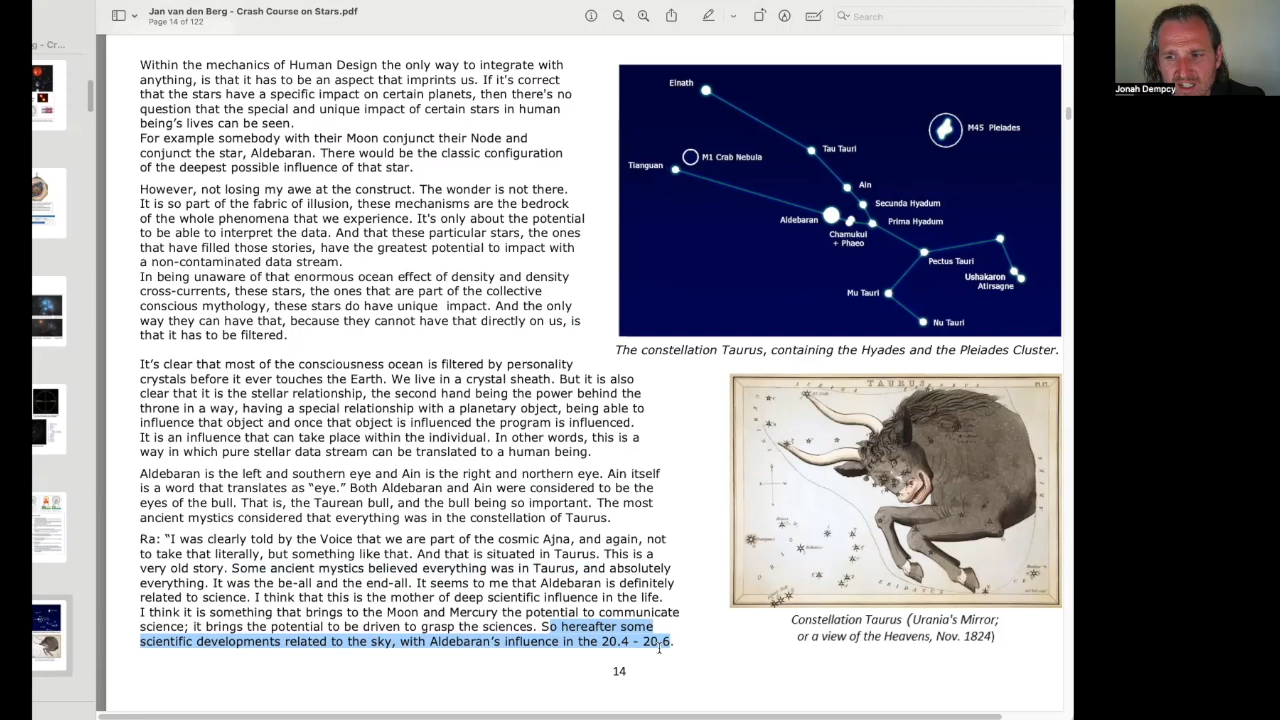 Jan van den Berg - Crash Course on Stars.pdf
Page 14 of 122
Search
g - Cr...
Jonah Dempcy
Within the mechanics of Human Design the only way to integrate with
anything, is that it has to be an aspect that imprints us. If it's correct
that the stars have a specific impact on certain planets, then there's no
question that the special and unique impact of certain stars in human
being's lives can be seen.
For example somebody with their Moon conjunct their Node and
conjunct the star, Aldebaran. There would be the classic configuration
of the deepest possible influence of that star.
However, not losing my awe at the construct. The wonder is not there.
It is so part of the fabric of illusion, these mechanisms are the bedrock
of the whole phenomena that we experience. It's only about the potential
to be able to interpret the data. And that these particular stars, the ones
that have filled those stories, have the greatest potential to impact with
a non-contaminated data stream.
In being unaware of that enormous ocean effect of density and density
cross-currents, these stars, the ones that are part of the collective
conscious mythology, these stars do have unique impact. And the only
way they can have that, because they cannot have that directly on us, is
that it has to be filtered.
It's clear that most of the consciousness ocean is filtered by personality
crystals before it ever touches the Earth. We live in a crystal sheath. But it is also
clear that it is the stellar relationship, the second hand being the power behind the
throne in a way, having a special relationship with a planetary object, being able to
influence that object and once that object is influenced the program is influenced.
It is an influence that can take place within the individual. In other words, this is a
way in which pure stellar data stream can be translated to a human being.
Aldebaran is the left and southern eye and Ain is the right and northern eye. Ain itself
is a word that translates as “eye.” Both Aldebaran and Ain were considered to be the
eyes of the bull. That is, the Taurean bull, and the bull being so important. The most
ancient mystics considered that everything was in the constellation of Taurus.
Ra: “I was clearly told by the Voice that we are part of the cosmic Ajna, and again, not
to take that literally, but something like that. And that is situated in Taurus. This is a
very old story. Some ancient mystics believed everything was in Taurus, and absolutely
everything. It was the be-all and the end-all. It seems to me that Aldebaran is definitely
related to science. I think that this is the mother of deep scientific influence in the life.
I think it is something that brings to the Moon and Mercury the potential to communicate
science; it brings the potential to be driven to grasp the sciences. So hereafter some
scientific developments related to the sky, with Aldebaran's influence in the 20.4 - 20.6.
14
Elnath
M45 Pleiades
Tau Tauri
M1 Crab Nebula
Tianguan
Ain
Secunda Hyadum
Aldebaran
Prima Hyadum
Chamukui
+ Phaeo
Pectus Tauri
Ushakaron
Atirsagne
Mu Tauri
Nu Tauri
The constellation Taurus, containing the Hyades and the Pleiades Cluster.
TAURUS
ERIDANUS
Constellation Taurus (Urania's Mirror;
or a view of the Heavens, Nov. 1824)